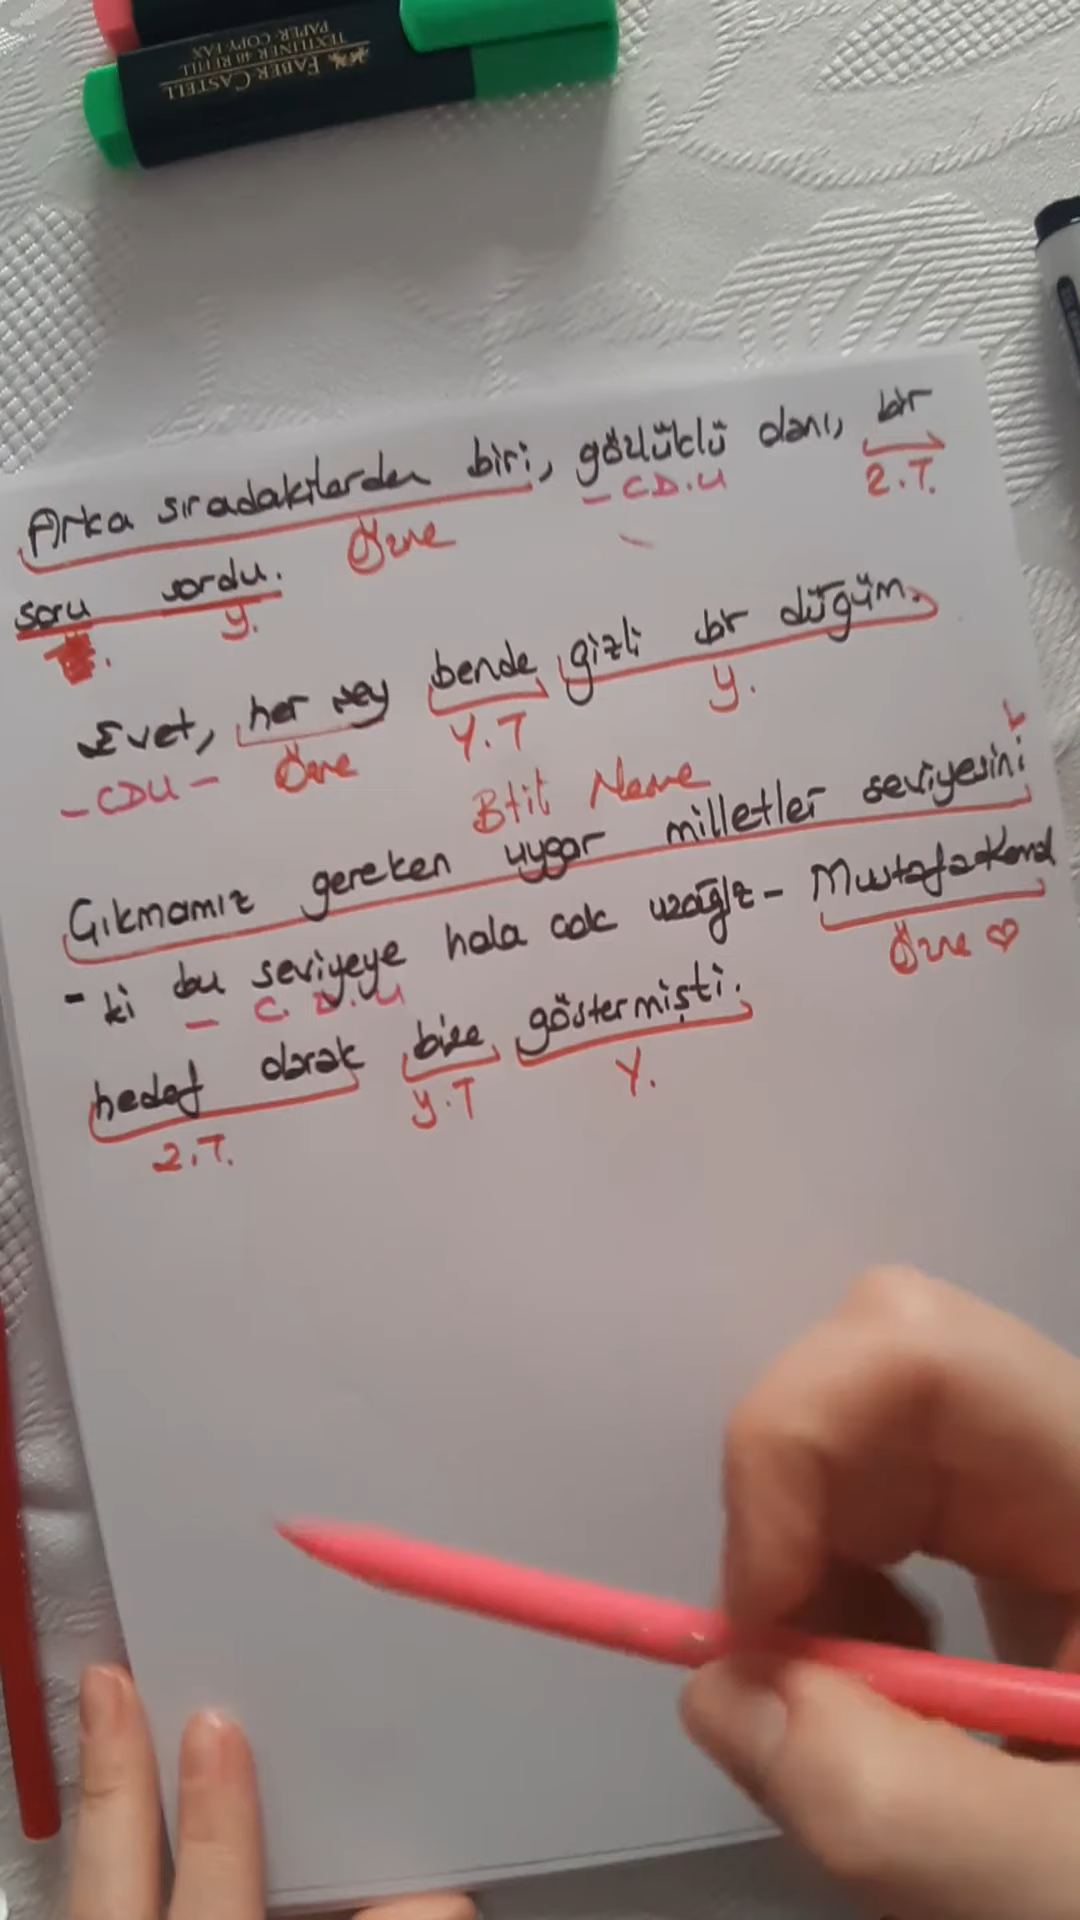 FABER CASTELL
TEXTLINER 48 REFILL
PAPER COPY FAX
Arka sıradakilerden biri, gözlüklü olanı, bir
Özne - C.D.U 2.T.
soru sordu.
y.
Evet, her şey bende gizli bir düğüm.
- CDU - Özne Y.T y.
Btit Nesne
Çıkmamız gereken uygar milletler seviyesini
- ki bu seviyeye hala çok uzağız - Mustafa Kemal
- C.D.U Özne ♡
hedef olarak bize göstermişti.
2.T. y.T Y.